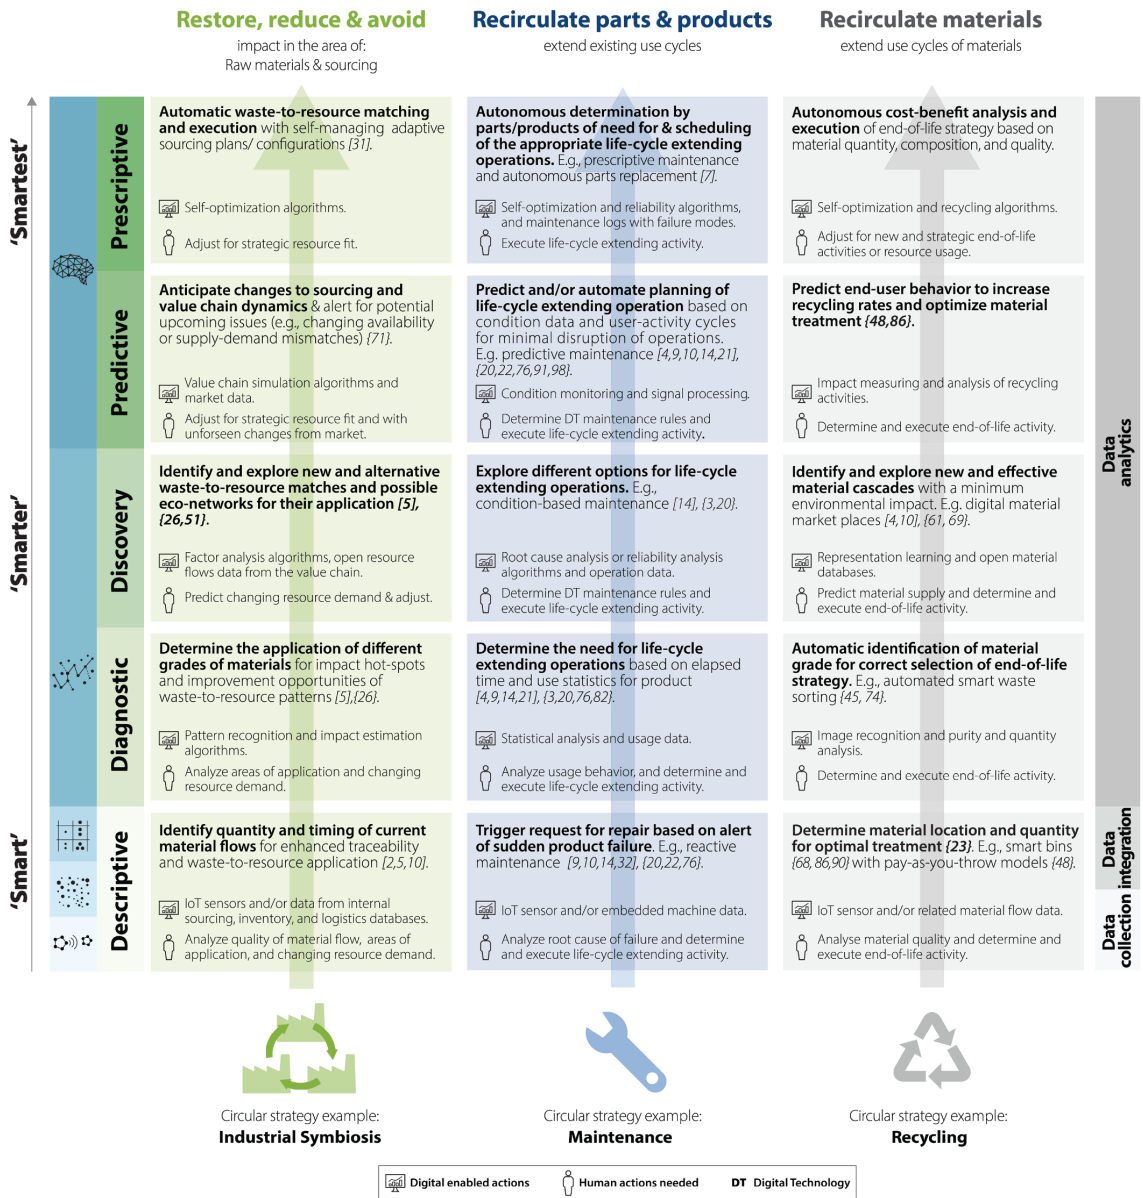 Restore, reduce & avoid
impact in the area of:
Raw materials & sourcing
Recirculate parts & products
extend existing use cycles
Recirculate materials
extend use cycles of materials
'Smartest'
Prescriptive
Automatic waste-to-resource matching
and execution with self-managing adaptive
sourcing plans/ configurations [31].
Self-optimization algorithms.
Adjust for strategic resource fit.
Autonomous determination by
parts/products of need for & scheduling
of the appropriate life-cycle extending
operations. E.g., prescriptive maintenance
and autonomous parts replacement [7].
Self-optimization and reliability algorithms,
and maintenance logs with failure modes.
Execute life-cycle extending activity.
Autonomous cost-benefit analysis and
execution of end-of-life strategy based on
material quantity, composition, and quality.
Self-optimization and recycling algorithms.
Adjust for new and strategic end-of-life
activities or resource usage.
Predictive
Anticipate changes to sourcing and
value chain dynamics & alert for potential
upcoming issues (e.g., changing availability
or supply-demand mismatches) {71}.
Value chain simulation algorithms and
market data.
Adjust for strategic resource fit and with
unforseen changes from market.
Predict and/or automate planning of
life-cycle extending operation based on
condition data and user-activity cycles
for minimal disruption of operations.
E.g. predictive maintenance [4,9,10,14,21],
{20,22,76,91,98}.
Condition monitoring and signal processing.
Determine DT maintenance rules and
execute life-cycle extending activity.
Predict end-user behavior to increase
recycling rates and optimize material
treatment {48,86}.
Impact measuring and analysis of recycling
activities.
Determine and execute end-of-life activity.
Data
analytics
'Smarter'
Discovery
Identify and explore new and alternative
waste-to-resource matches and possible
eco-networks for their application [5],
{26,51}.
Factor analysis algorithms, open resource
flows data from the value chain.
Predict changing resource demand & adjust.
Explore different options for life-cycle
extending operations. E.g.,
condition-based maintenance [14], {3,20}.
Root cause analysis or reliability analysis
algorithms and operation data.
Determine DT maintenance rules and
execute life-cycle extending activity.
Identify and explore new and effective
material cascades with a minimum
environmental impact. E.g. digital material
market places [4,10], {61, 69}.
Representation learning and open material
databases.
Predict material supply and determine and
execute end-of-life activity.
Diagnostic
Determine the application of different
grades of materials for impact hot-spots
and improvement opportunities of
waste-to-resource patterns [5],{26}.
Pattern recognition and impact estimation
algorithms.
Analyze areas of application and changing
resource demand.
Determine the need for life-cycle
extending operations based on elapsed
time and use statistics for product
[4,9,14,21], {3,20,76,82}.
Statistical analysis and usage data.
Analyze usage behavior, and determine and
execute life-cycle extending activity.
Automatic identification of material
grade for correct selection of end-of-life
strategy. E.g., automated smart waste
sorting {45, 74}.
Image recognition and purity and quantity
analysis.
Determine and execute end-of-life activity.
'Smart'
Descriptive
Identify quantity and timing of current
material flows for enhanced traceability
and waste-to-resource application [2,5,10].
IoT sensors and/or data from internal
sourcing, inventory, and logistics databases.
Analyze quality of material flow, areas of
application, and changing resource demand.
Trigger request for repair based on alert
of sudden product failure. E.g., reactive
maintenance [9,10,14,32], {20,22,76}.
IoT sensor and/or embedded machine data.
Analyze root cause of failure and determine
and execute life-cycle extending activity.
Determine material location and quantity
for optimal treatment {23}. E.g., smart bins
{68,86,90} with pay-as-you-throw models {48}.
IoT sensor and/or related material flow data.
Analyse material quality and determine and
execute end-of-life activity.
Data
integration
Data
collection
Circular strategy example:
Industrial Symbiosis
Circular strategy example:
Maintenance
Circular strategy example:
Recycling
Digital enabled actions
Human actions needed
DT Digital Technology